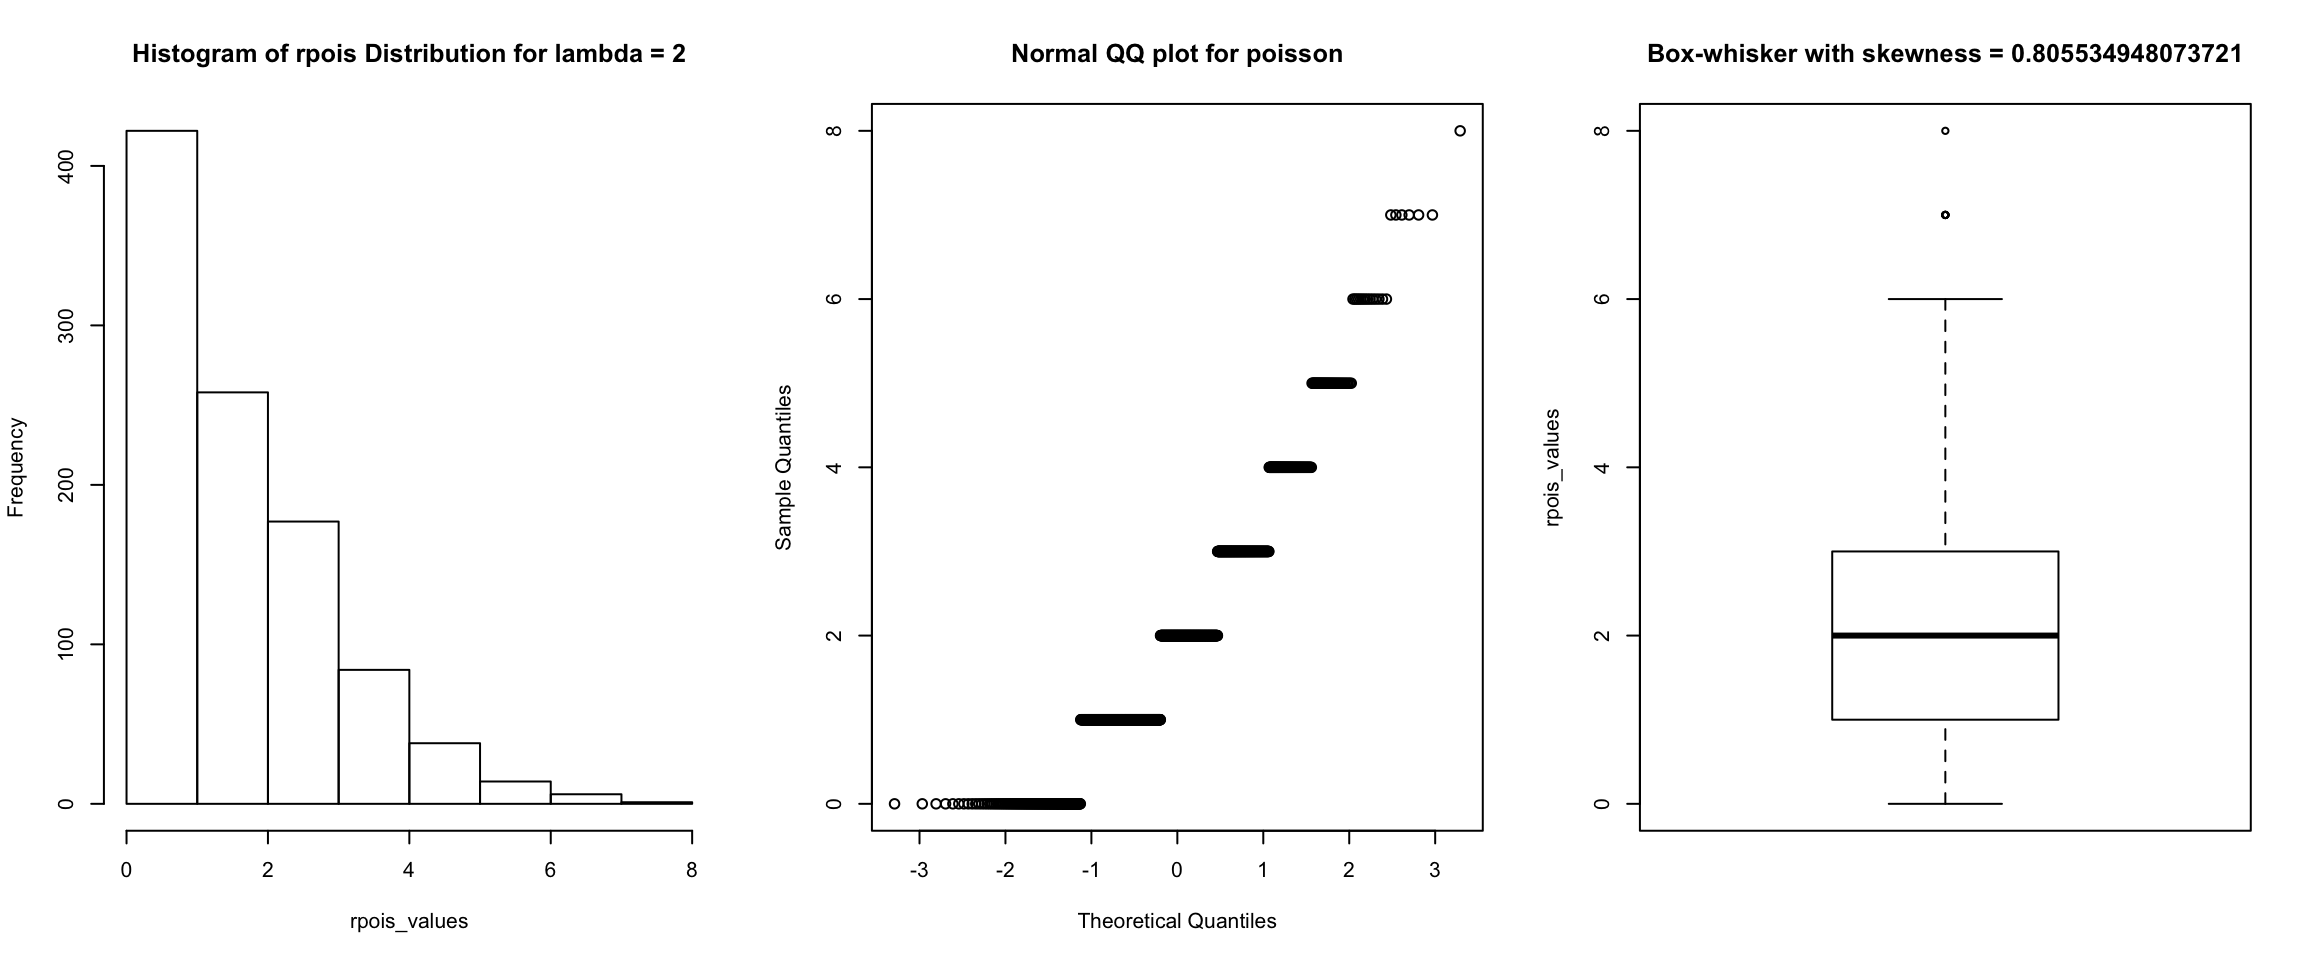 Histogram of rpois Distribution for lambda = 2
Frequency
400
300
200
100
0
0 2 4 6 8
rpois_values
Normal QQ plot for poisson
Sample Quantiles
8
6
4
2
0
-3 -2 -1 0 1 2 3
Theoretical Quantiles
Box-whisker with skewness = 0.805534948073721
rpois_values
8
6
4
2
0